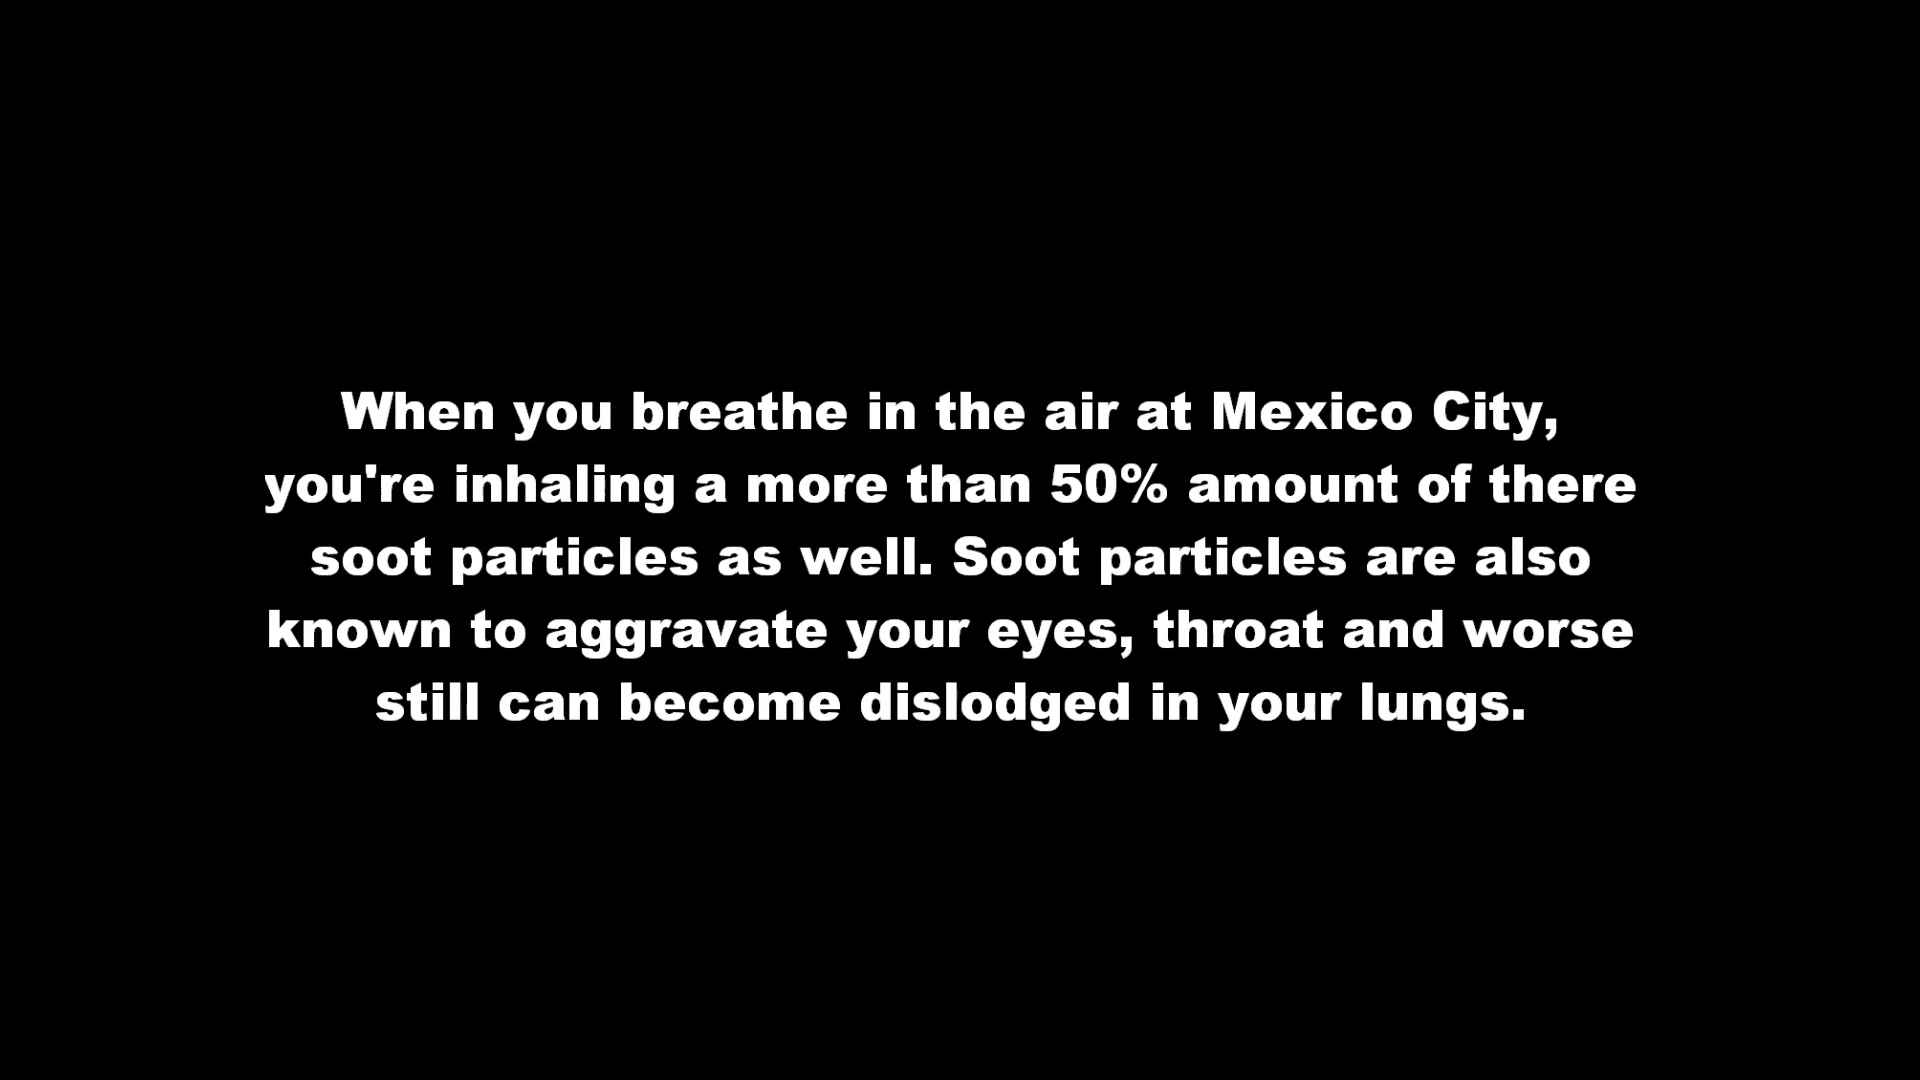 When you breathe in the air at Mexico City,
you're inhaling a more than 50% amount of there
soot particles as well. Soot particles are also
known to aggravate your eyes, throat and worse
still can become dislodged in your lungs.